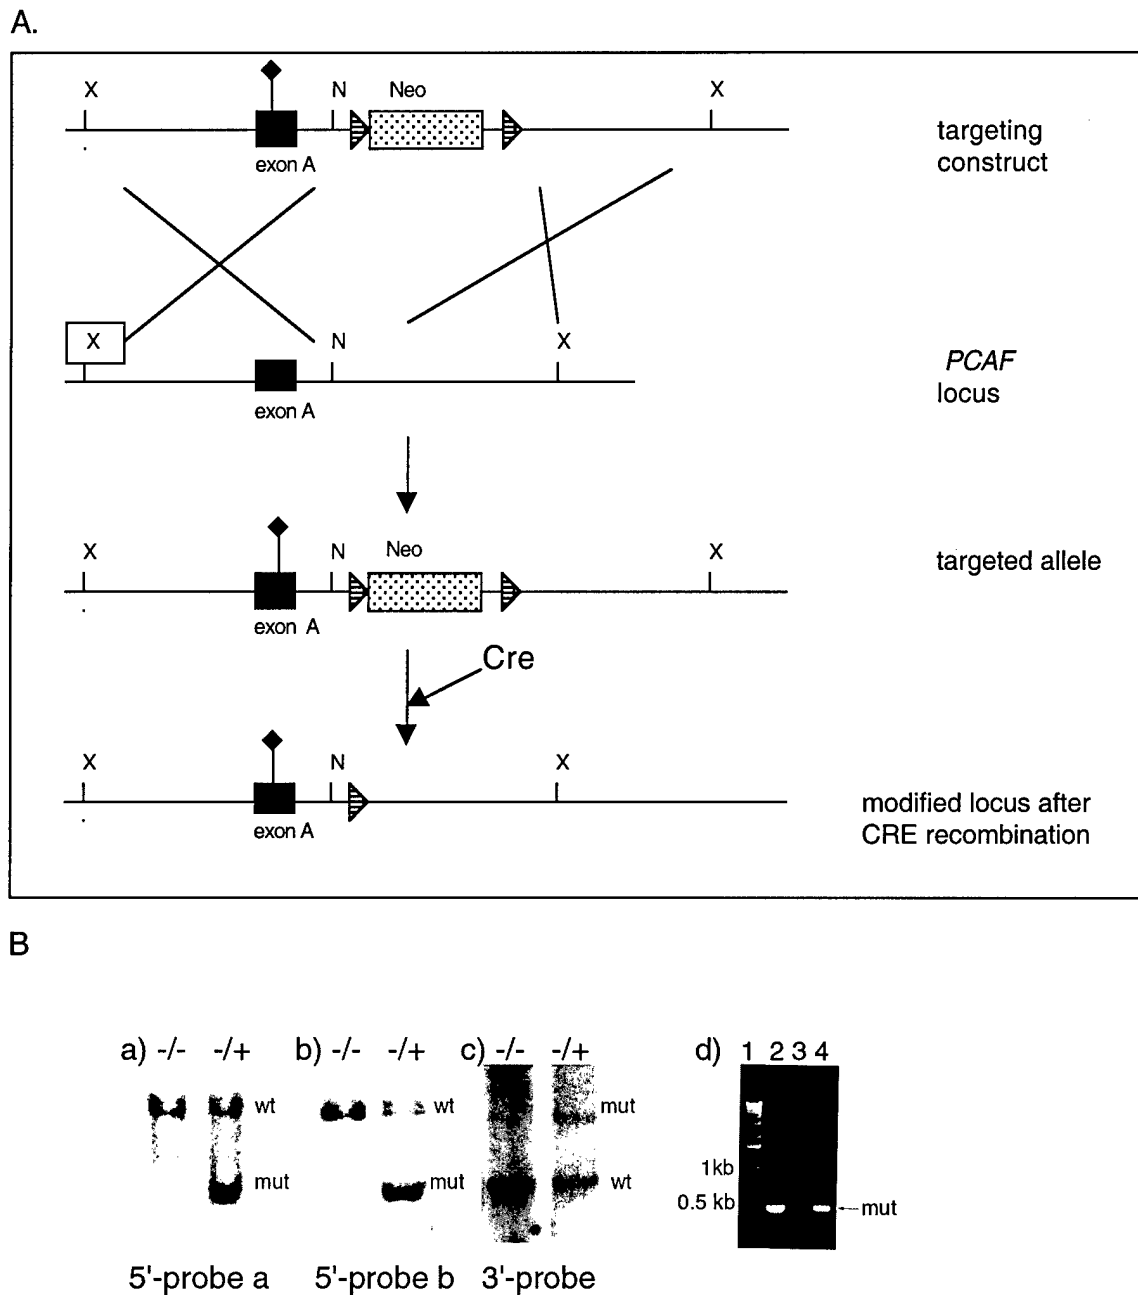 A.
X N Neo X
exon A
targeting
construct
X N X
exon A
PCAF
locus
X N Neo X
exon A
targeted allele
Cre
X N X
exon A
modified locus after
CRE recombination
B
a) -/- -/+ b) -/- -/+ c) -/- -/+ d) 1 2 3 4
wt wt mut
1kb
mut mut wt
0.5 kb mut
5'-probe a 5'-probe b 3'-probe